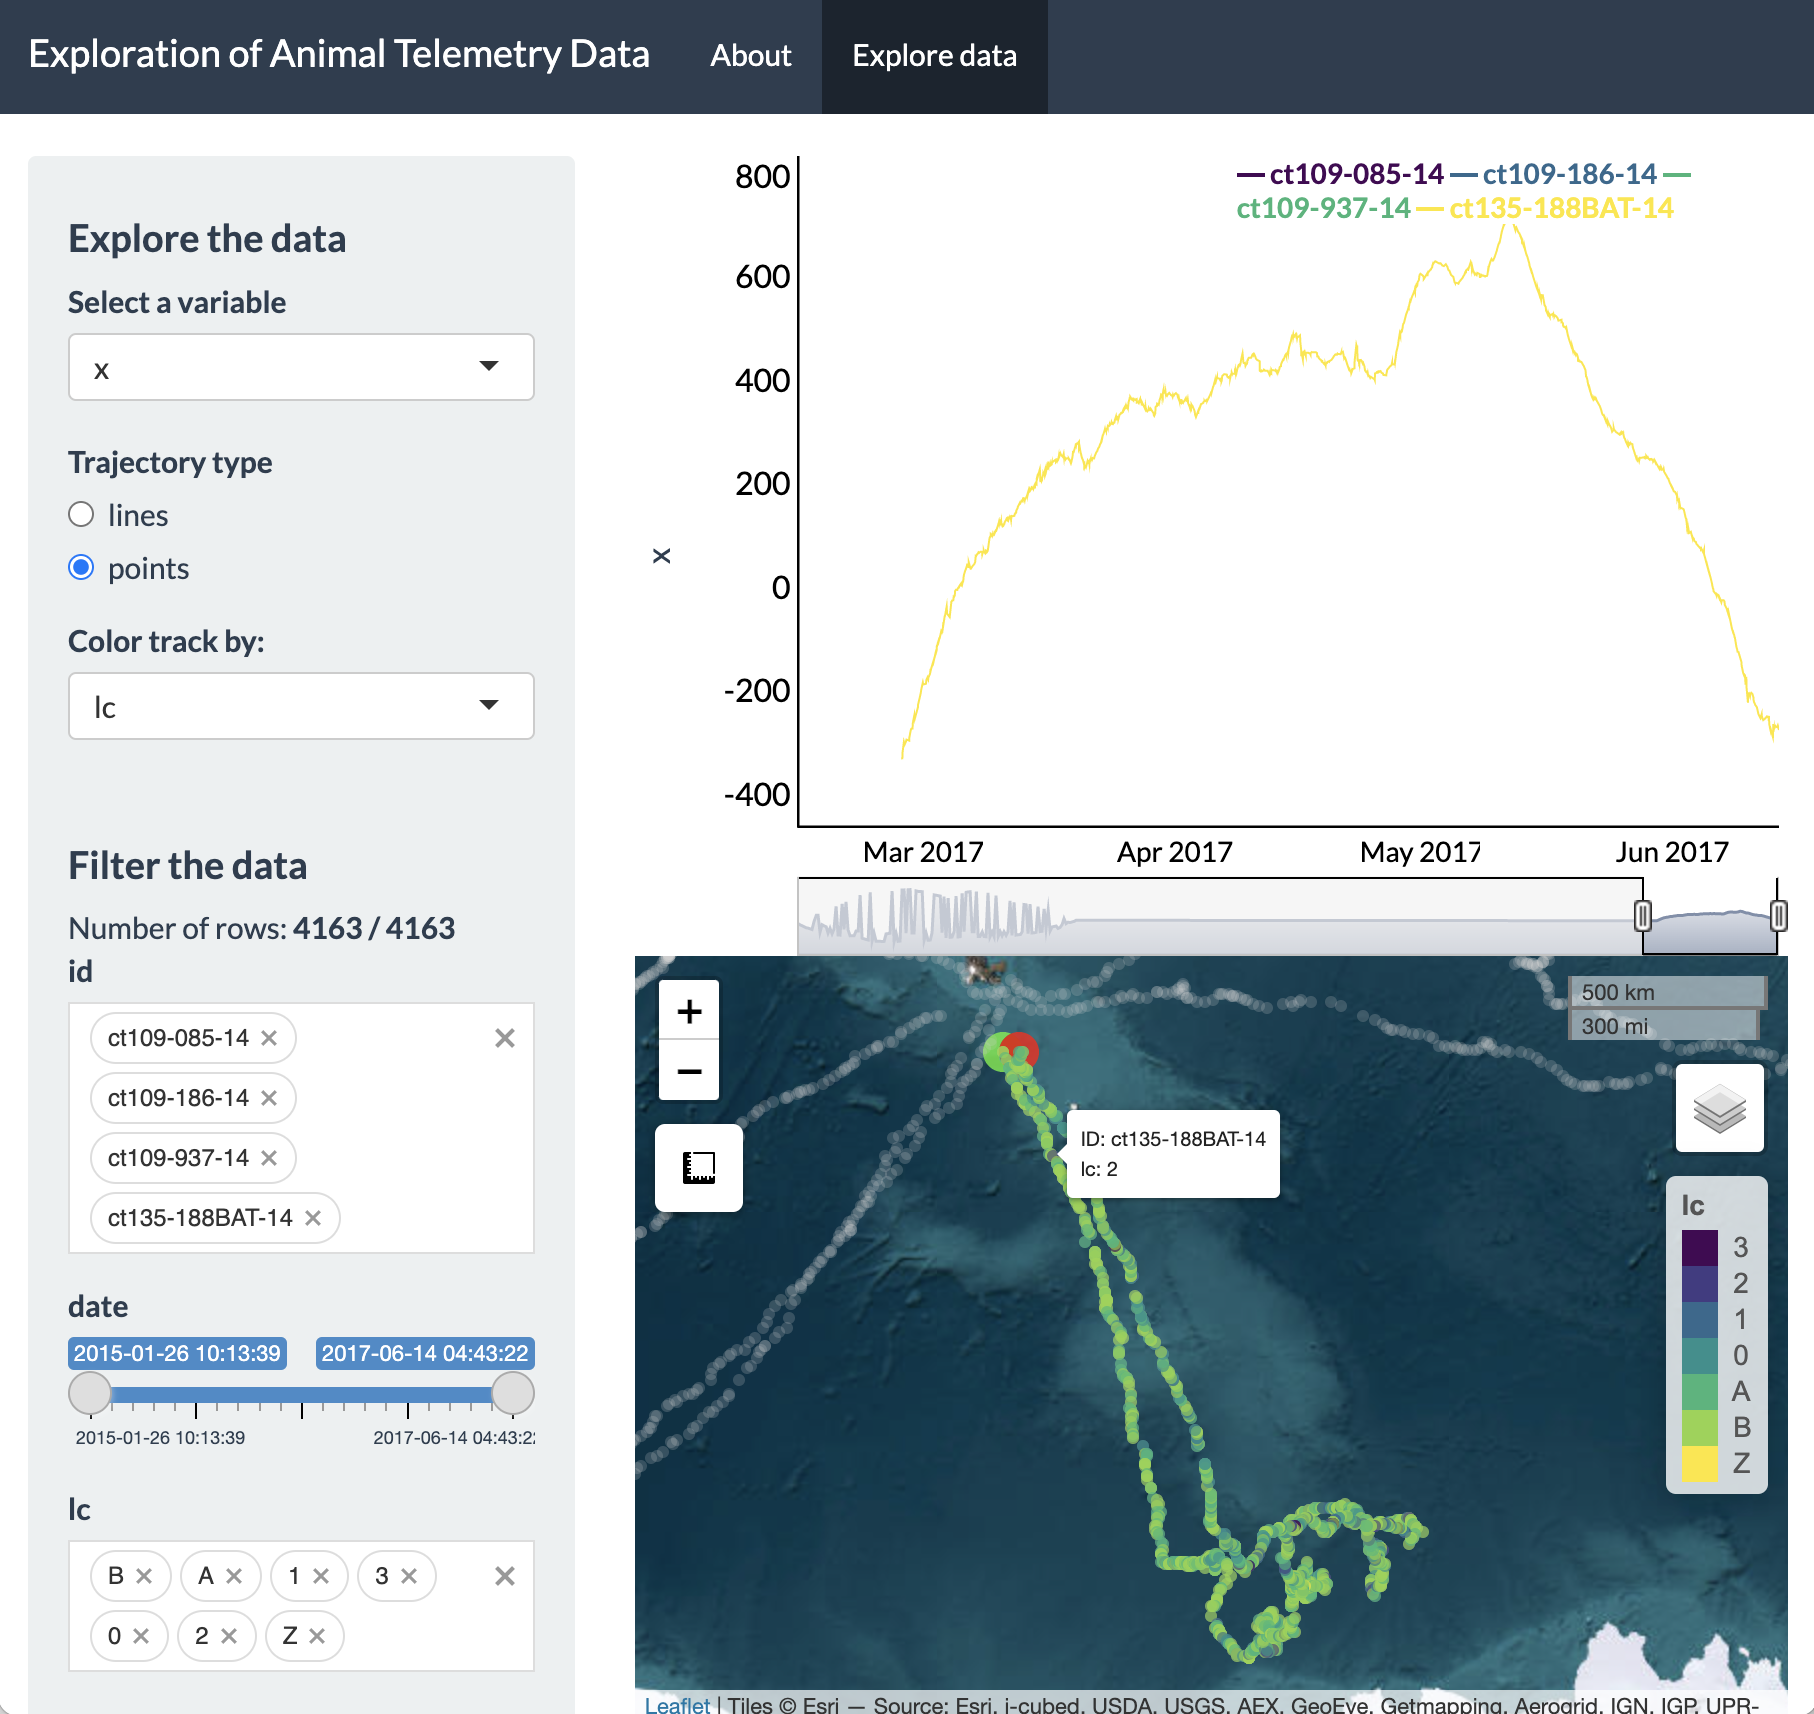 Exploration of Animal Telemetry Data
About
Explore data
Explore the data
Select a variable
x
Trajectory type
lines
points
Color track by:
lc
Filter the data
Number of rows: 4163 / 4163
id
ct109-085-14 ×
ct109-186-14 ×
ct109-937-14 ×
ct135-188BAT-14 ×
×
date
2015-01-26 10:13:39
2017-06-14 04:43:22
2015-01-26 10:13:39
2017-06-14 04:43:2
lc
B × A × 1 × 3 ×
0 × 2 × Z ×
×
ct109-085-14 ct109-186-14
ct109-937-14 ct135-188BAT-14
800
600
400
200
0
-200
-400
x
Mar 2017
Apr 2017
May 2017
Jun 2017
+
−
500 km
300 mi
ID: ct135-188BAT-14
lc: 2
lc
3
2
1
0
A
B
Z
Leaflet | Tiles © Esri — Source: Esri, i-cubed, USDA, USGS, AEX, GeoEye, Getmapping, Aerogrid, IGN, IGP, UPR-